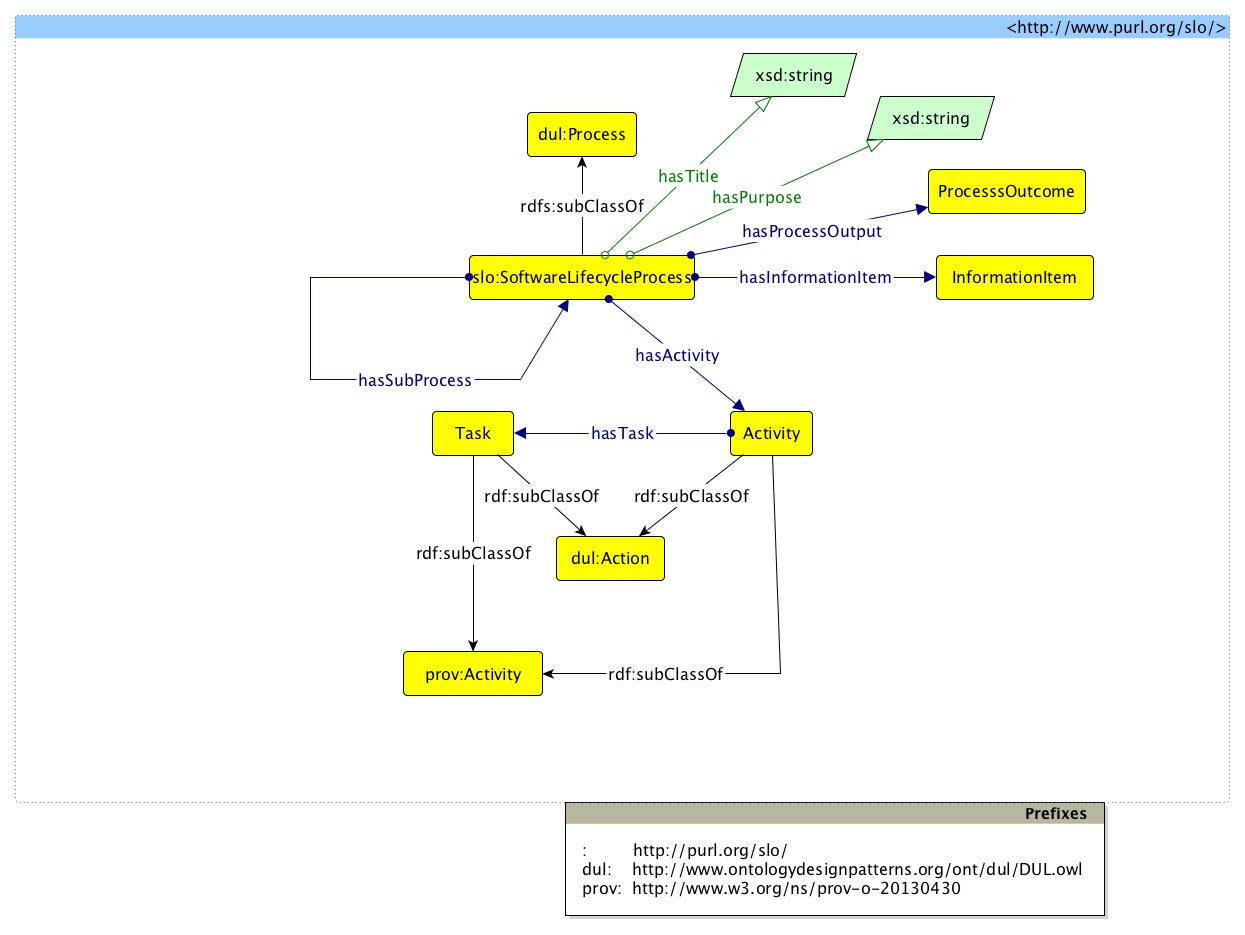 <http://www.purl.org/slo/>
xsd:string
xsd:string
dul:Process
hasTitle
hasPurpose
ProcesssOutcome
rdfs:subClassOf
hasProcessOutput
slo:SoftwareLifecycleProcess
hasInformationItem
InformationItem
hasActivity
hasSubProcess
Task
hasTask
Activity
rdf:subClassOf
rdf:subClassOf
rdf:subClassOf
dul:Action
prov:Activity
rdf:subClassOf
Prefixes
: http://purl.org/slo/
dul: http://www.ontologydesignpatterns.org/ont/dul/DUL.owl
prov: http://www.w3.org/ns/prov-o-20130430